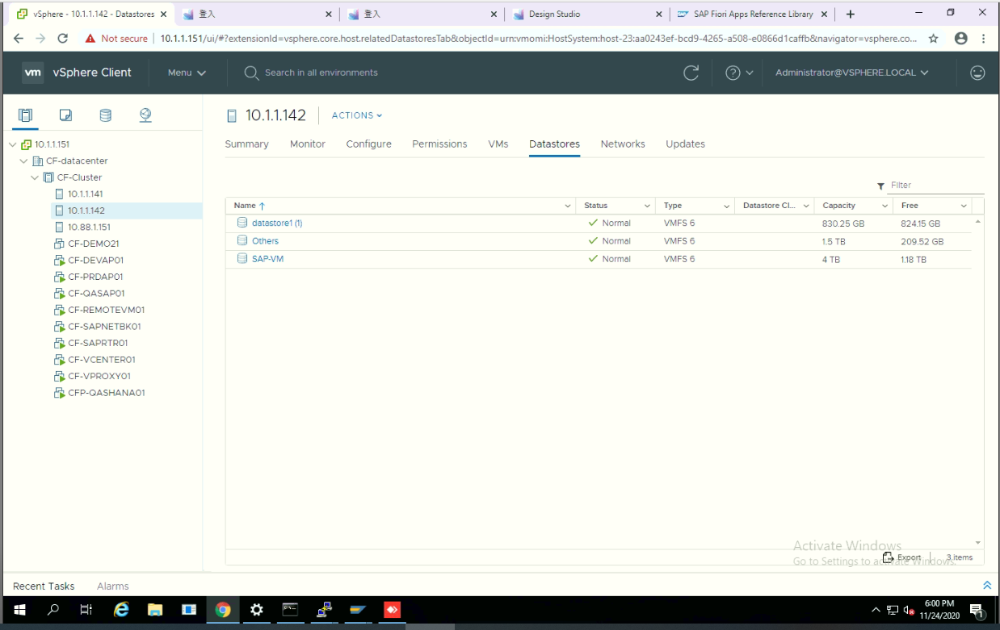 vSphere - 10.1.1.142 - Datastores
登入
登入
Design Studio
SAP Fiori Apps Reference Library
Not secure
10.1.1.151/ui/#?extensionId=vsphere.core.host.relatedDatastoresTab&objectId=urn:vmomi:HostSystem:host-23:aa0243ef-bcd9-4265-a508-e0866d1caffb&navigator=vsphere.co...
vm vSphere Client
Menu
Search in all environments
Administrator@VSPHERE.LOCAL
10.1.1.151
CF-datacenter
CF-Cluster
10.1.1.141
10.1.1.142
10.88.1.151
CF-DEMO21
CF-DEVAP01
CF-PRDAP01
CF-QASAP01
CF-REMOTEVM01
CF-SAPNETBK01
CF-SAPRTR01
CF-VCENTER01
CF-VPROXY01
CFP-QASHANA01
10.1.1.142
ACTIONS
Summary Monitor Configure Permissions VMs Datastores Networks Updates
Filter
Name Status Type Datastore Cl... Capacity Free
datastore1 (1) Normal VMFS 6 830.25 GB 824.15 GB
Others Normal VMFS 6 1.5 TB 209.52 GB
SAP-VM Normal VMFS 6 4 TB 1.18 TB
Activate Windows
Go to Settings to activate Windows.
Export 3 items
Recent Tasks Alarms
6:00 PM
11/24/2020
1